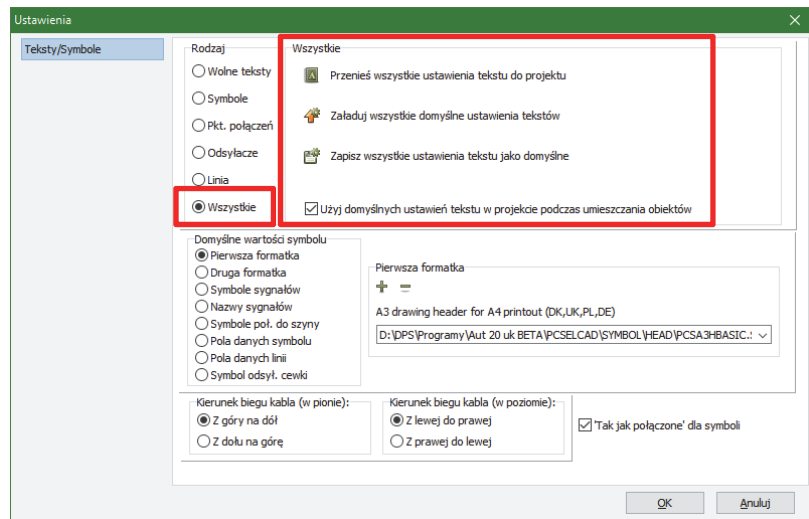 Ustawienia
Teksty/Symbole
Rodzaj
Wolne teksty
Symbole
Pkt. połączeń
Odsyłacze
Linia
Wszystkie
Wszystkie
Przenieś wszystkie ustawienia tekstu do projektu
Załaduj wszystkie domyślne ustawienia tekstów
Zapisz wszystkie ustawienia tekstu jako domyślne
Użyj domyślnych ustawień tekstu w projekcie podczas umieszczania obiektów
Domyślne wartości symbolu
Pierwsza formatka
Druga formatka
Symbole sygnałów
Nazwy sygnałów
Symbole poł. do szyny
Pola danych symbolu
Pola danych linii
Symbol odsył. cewki
Pierwsza formatka
A3 drawing header for A4 printout (DK,UK,PL,DE)
D:\DPS\Programy\Aut 20 uk BETA\PCSELCAD\SYMBOL\HEAD\PCSA3HBASIC.:
Kierunek biegu kabla (w pionie):
Z góry na dół
Z dołu na górę
Kierunek biegu kabla (w poziomie):
Z lewej do prawej
Z prawej do lewej
'Tak jak połączone' dla symboli
OK
Anuluj